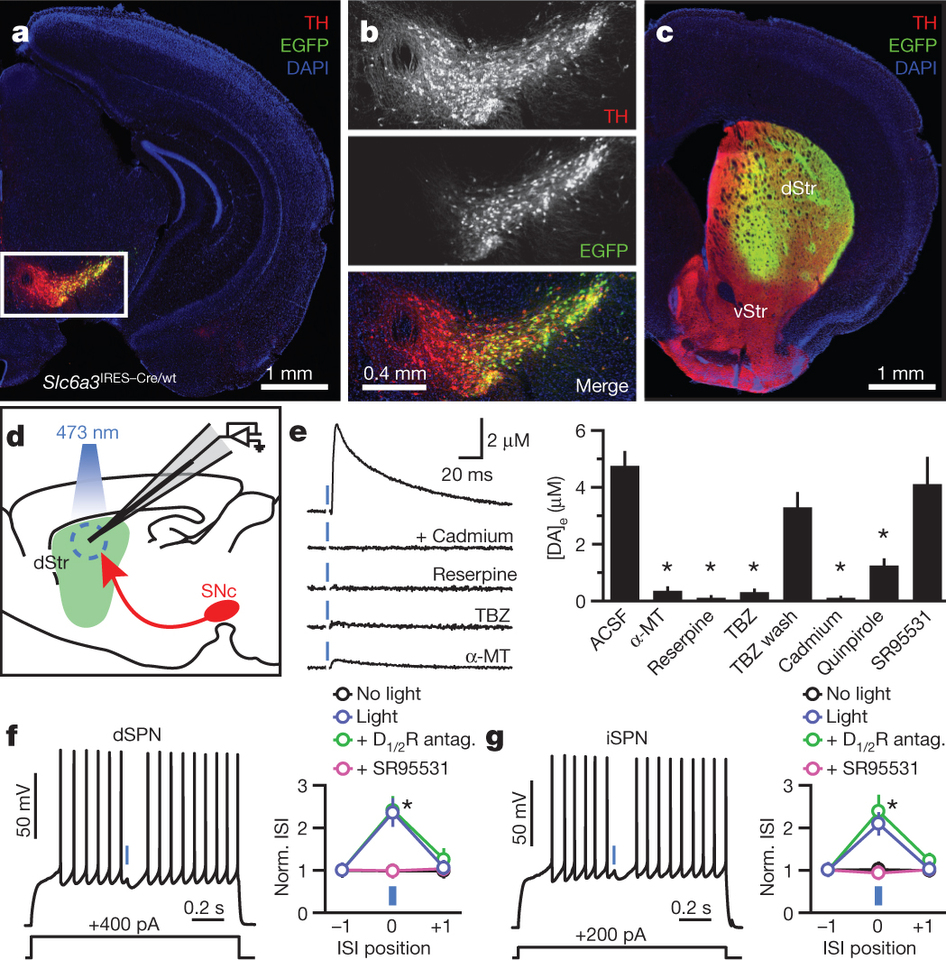 a
TH
EGFP
DAPI
Slc6a3IRES–Cre/wt
1 mm
b
TH
EGFP
0.4 mm
Merge
c
TH
EGFP
DAPI
dStr
vStr
1 mm
d
473 nm
dStr
SNc
e
2 μM
20 ms
+ Cadmium
Reserpine
TBZ
α-MT
[DA]e (μM)
6
4
2
0
* * * * *
ACSF
α-MT
Reserpine
TBZ
TBZ wash
Cadmium
Quinpirole
SR95531
f
dSPN
50 mV
0.2 s
+400 pA
No light
Light
+ D1/2R antag.
+ SR95531
Norm. ISI
3
2
1
0
*
–1 0 +1
ISI position
g
iSPN
50 mV
0.2 s
+200 pA
No light
Light
+ D1/2R antag.
+ SR95531
Norm. ISI
3
2
1
0
*
–1 0 +1
ISI position